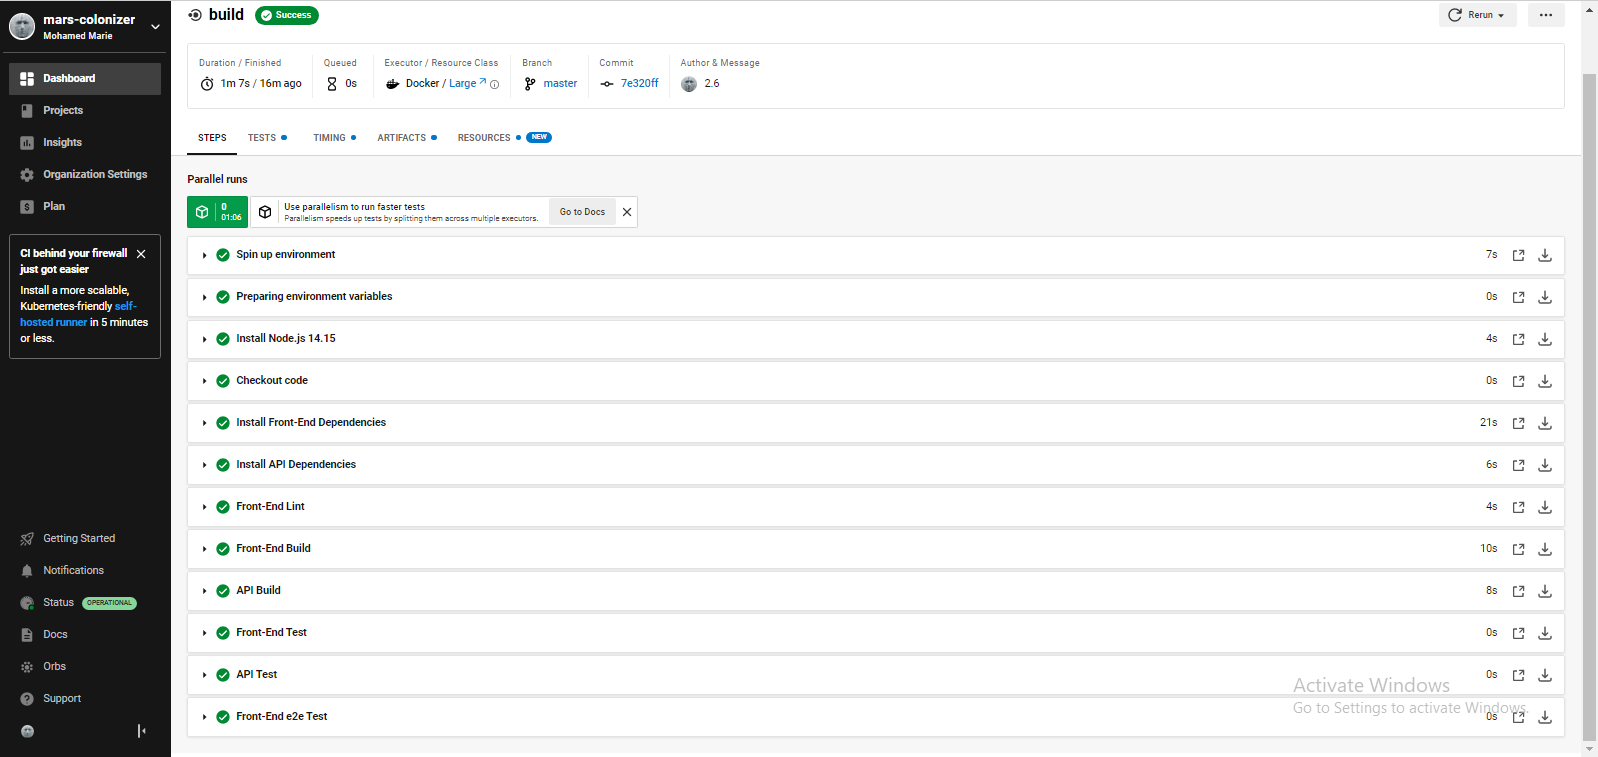 mars-colonizer
Mohamed Marie
Dashboard
Projects
Insights
Organization Settings
Plan
CI behind your firewall
just got easier
Install a more scalable,
Kubernetes-friendly self-
hosted runner in 5 minutes
or less.
Getting Started
Notifications
Status OPERATIONAL
Docs
Orbs
Support
build Success
Rerun
Duration / Finished
1m 7s / 16m ago
Queued
0s
Executor / Resource Class
Docker / Large
Branch
master
Commit
7e320ff
Author & Message
2.6
STEPS TESTS TIMING ARTIFACTS RESOURCES NEW
Parallel runs
0
01:06
Use parallelism to run faster tests
Parallelism speeds up tests by splitting them across multiple executors.
Go to Docs
Spin up environment 7s
Preparing environment variables 0s
Install Node.js 14.15 4s
Checkout code 0s
Install Front-End Dependencies 21s
Install API Dependencies 6s
Front-End Lint 4s
Front-End Build 10s
API Build 8s
Front-End Test 0s
API Test 0s
Front-End e2e Test 0s
Activate Windows
Go to Settings to activate Windows.